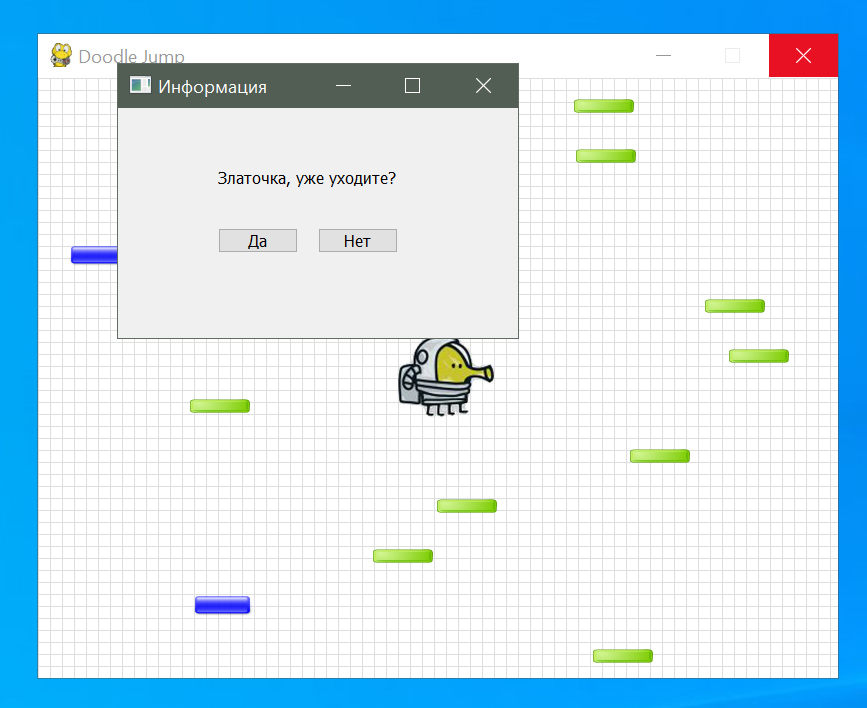 Doodle Jump
Информация
Златочка, уже уходите?
Да
Нет